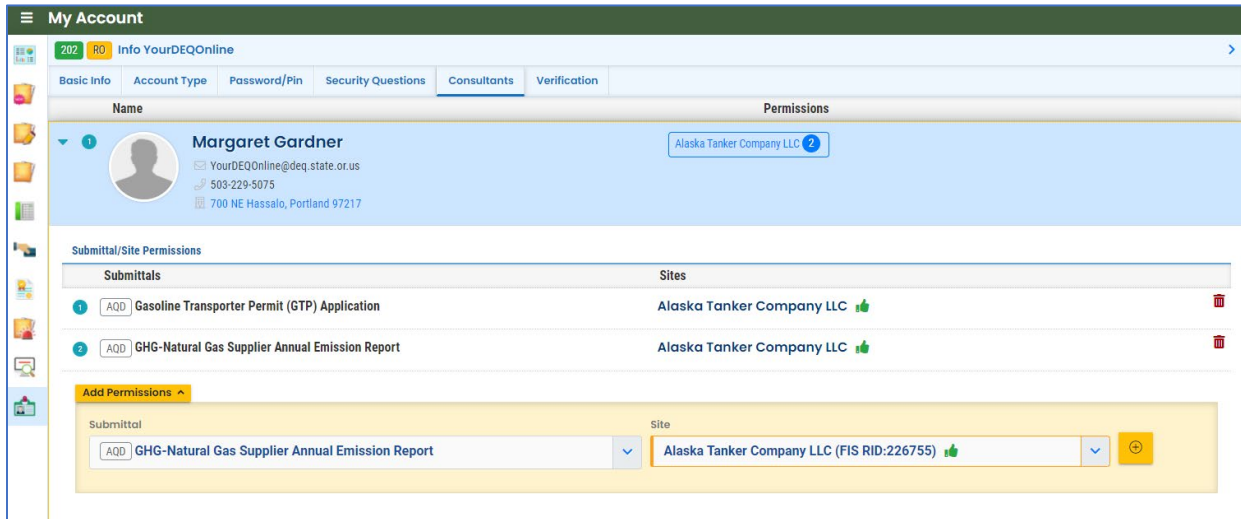 My Account
202 RO Info YourDEQOnline
Basic Info Account Type Password/Pin Security Questions Consultants Verification
Name Permissions
1 Margaret Gardner Alaska Tanker Company LLC 2
YourDEQOnline@deq.state.or.us
503-229-5075
700 NE Hassalo, Portland 97217
Submittal/Site Permissions
Submittals Sites
1 AQD Gasoline Transporter Permit (GTP) Application Alaska Tanker Company LLC
2 AQD GHG-Natural Gas Supplier Annual Emission Report Alaska Tanker Company LLC
Add Permissions
Submittal Site
AQD GHG-Natural Gas Supplier Annual Emission Report Alaska Tanker Company LLC (FIS RID:226755)